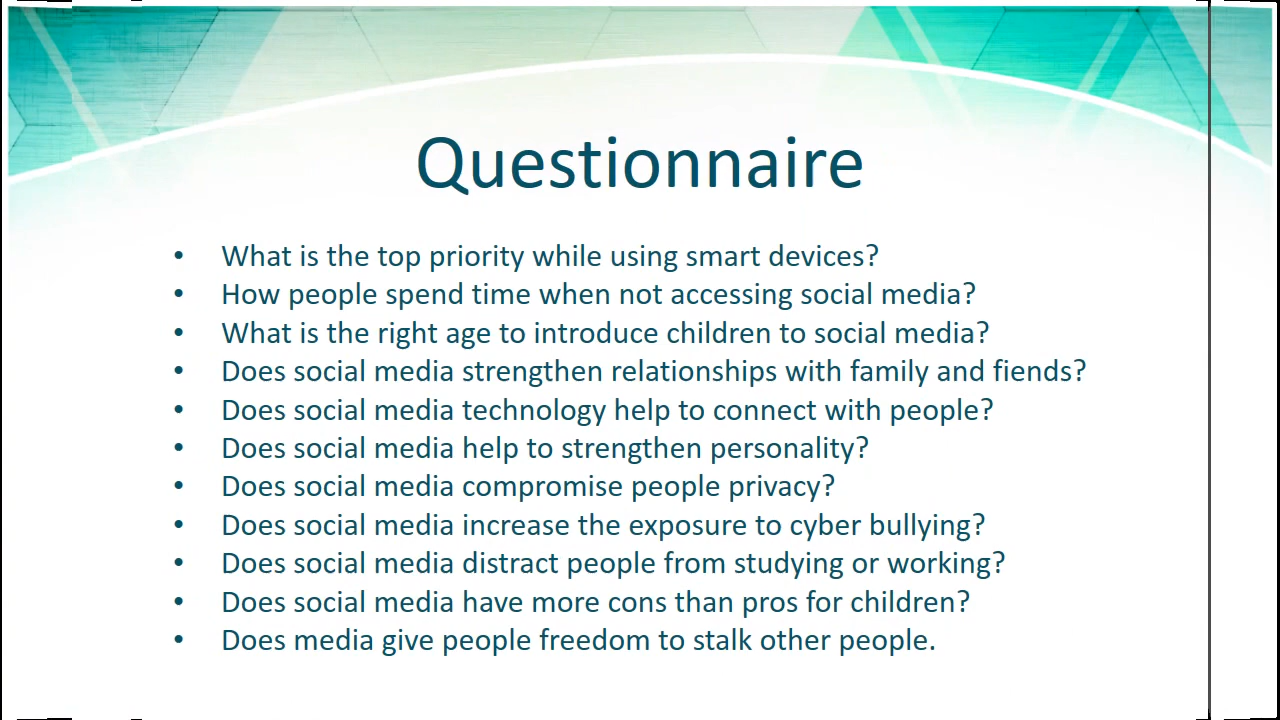 Questionnaire
• What is the top priority while using smart devices?
• How people spend time when not accessing social media?
• What is the right age to introduce children to social media?
• Does social media strengthen relationships with family and fiends?
• Does social media technology help to connect with people?
• Does social media help to strengthen personality?
• Does social media compromise people privacy?
• Does social media increase the exposure to cyber bullying?
• Does social media distract people from studying or working?
• Does social media have more cons than pros for children?
• Does media give people freedom to stalk other people.